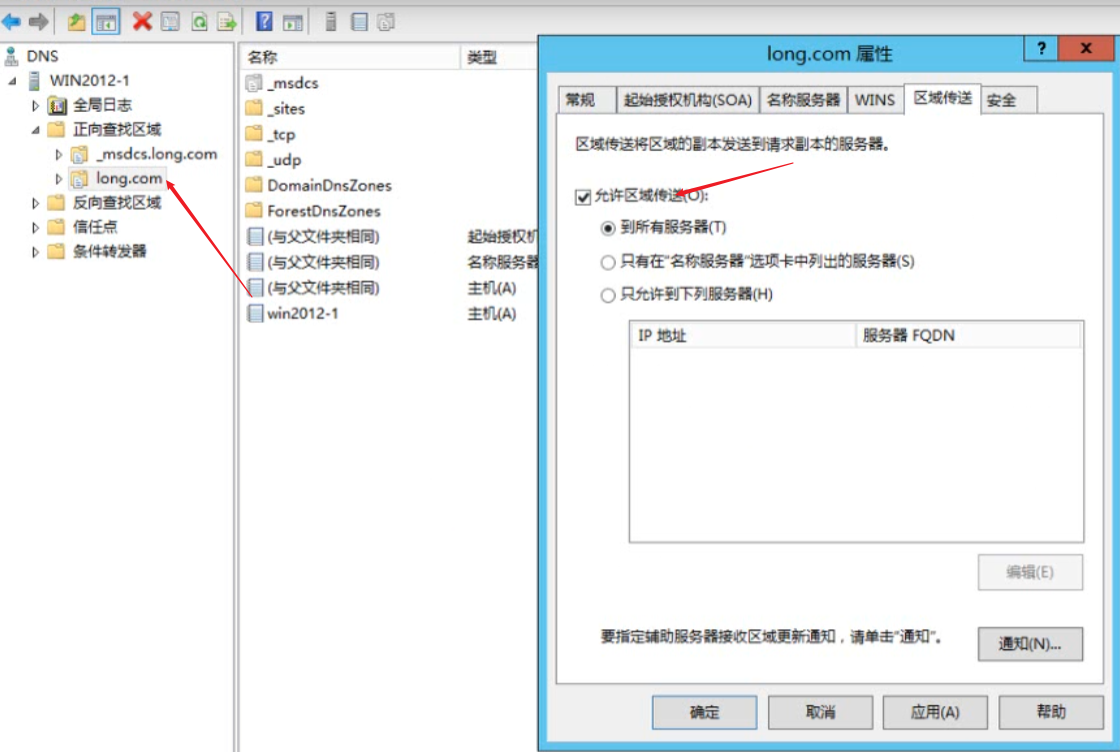 DNS
WIN2012-1
全局日志
正向查找区域
_msdcs.long.com
long.com
反向查找区域
信任点
条件转发器
名称 类型
_msdcs
_sites
_tcp
_udp
DomainDnsZones
ForestDnsZones
(与父文件夹相同) 起始授权机
(与父文件夹相同) 名称服务器
(与父文件夹相同) 主机(A)
win2012-1 主机(A)
long.com 属性
? x
常规 起始授权机构(SOA) 名称服务器 WINS 区域传送 安全
区域传送将区域的副本发送到请求副本的服务器。
允许区域传送(O):
到所有服务器(T)
只有在"名称服务器"选项卡中列出的服务器(S)
只允许到下列服务器(H)
IP 地址 服务器 FQDN
编辑(E)
要指定辅助服务器接收区域更新通知，请单击"通知"。
通知(N)...
确定 取消 应用(A) 帮助